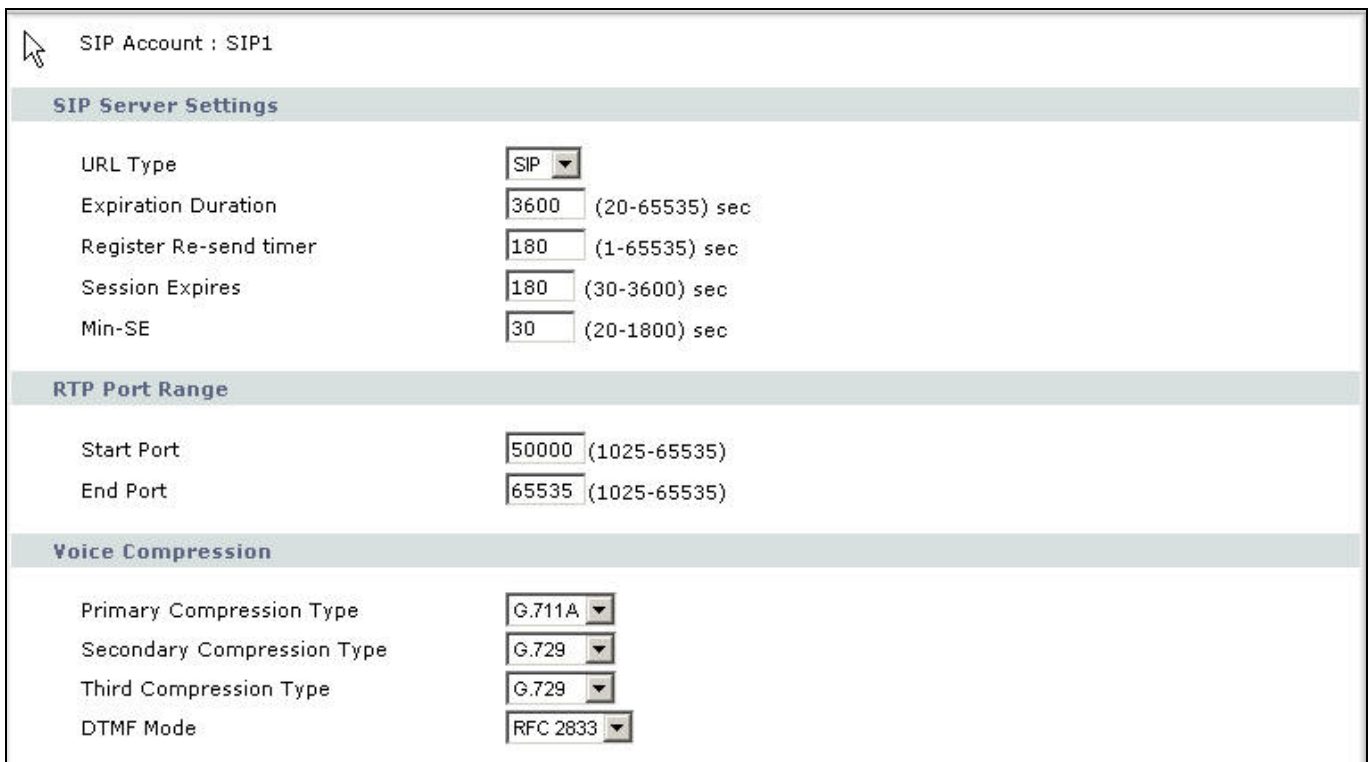 SIP Account : SIP1
SIP Server Settings
URL Type SIP
Expiration Duration 3600 (20-65535) sec
Register Re-send timer 180 (1-65535) sec
Session Expires 180 (30-3600) sec
Min-SE 30 (20-1800) sec
RTP Port Range
Start Port 50000 (1025-65535)
End Port 65535 (1025-65535)
Voice Compression
Primary Compression Type G.711A
Secondary Compression Type G.729
Third Compression Type G.729
DTMF Mode RFC 2833